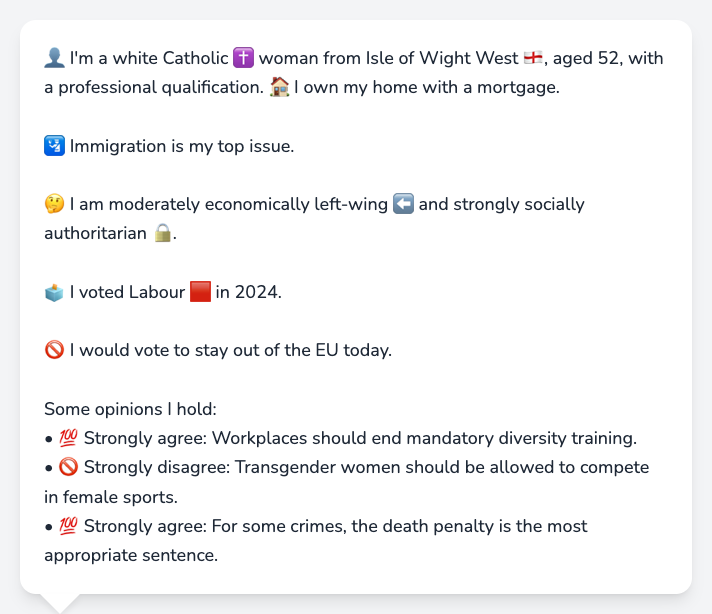 👤 I'm a white Catholic ✝️ woman from Isle of Wight West 🏴󠁧󠁢󠁥󠁮󠁧󠁿, aged 52, with
a professional qualification. 🏠 I own my home with a mortgage.
🛂 Immigration is my top issue.
🤔 I am moderately economically left-wing ⬅️ and strongly socially
authoritarian 🔒.
🗳️ I voted Labour 🟥 in 2024.
🚫 I would vote to stay out of the EU today.
Some opinions I hold:
• 💯 Strongly agree: Workplaces should end mandatory diversity training.
• 🚫 Strongly disagree: Transgender women should be allowed to compete
in female sports.
• 💯 Strongly agree: For some crimes, the death penalty is the most
appropriate sentence.